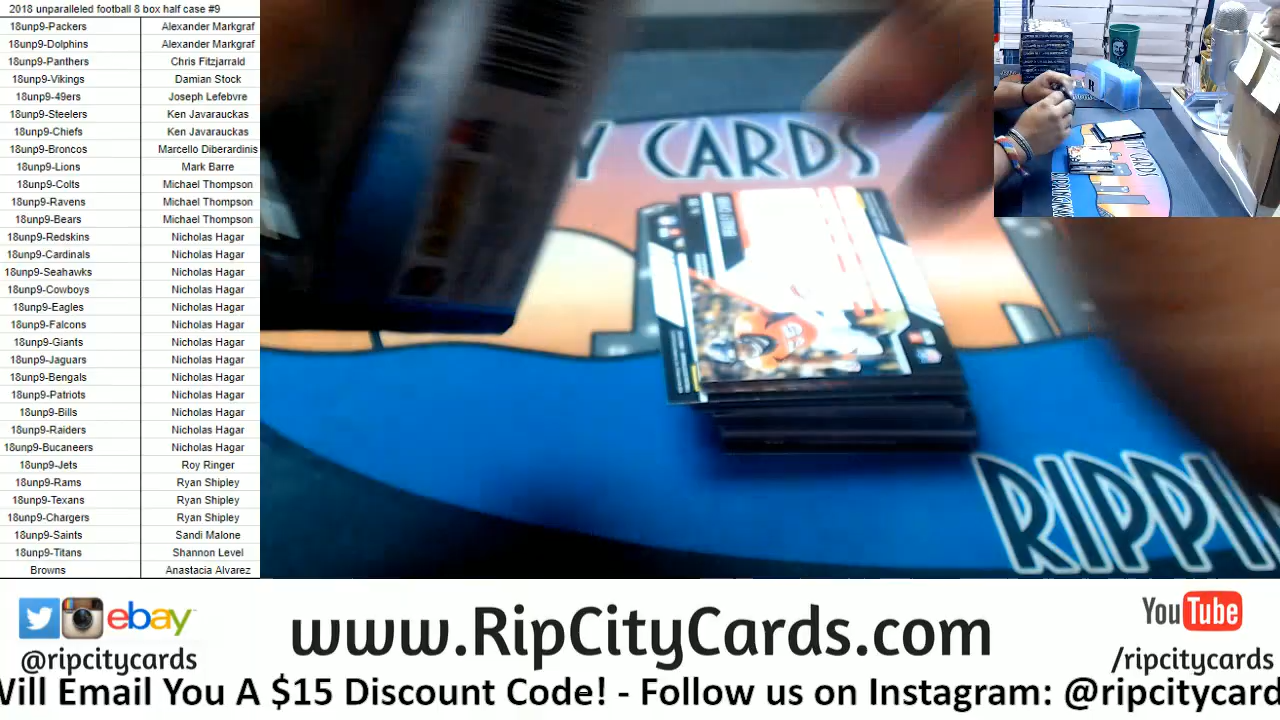 2018 unparalleled football 8 box half case #9
18unp9-Packers Alexander Markgraf
18unp9-Dolphins Alexander Markgraf
18unp9-Panthers Chris Fitzjarrald
18unp9-Vikings Damian Stock
18unp9-49ers Joseph Lefebvre
18unp9-Steelers Ken Javarauckas
18unp9-Chiefs Ken Javarauckas
18unp9-Broncos Marcello Diberardinis
18unp9-Lions Mark Barre
18unp9-Colts Michael Thompson
18unp9-Ravens Michael Thompson
18unp9-Bears Michael Thompson
18unp9-Redskins Nicholas Hagar
18unp9-Cardinals Nicholas Hagar
18unp9-Seahawks Nicholas Hagar
18unp9-Cowboys Nicholas Hagar
18unp9-Eagles Nicholas Hagar
18unp9-Falcons Nicholas Hagar
18unp9-Giants Nicholas Hagar
18unp9-Jaguars Nicholas Hagar
18unp9-Bengals Nicholas Hagar
18unp9-Patriots Nicholas Hagar
18unp9-Bills Nicholas Hagar
18unp9-Raiders Nicholas Hagar
18unp9-Bucaneers Nicholas Hagar
18unp9-Jets Roy Ringer
18unp9-Rams Ryan Shipley
18unp9-Texans Ryan Shipley
18unp9-Chargers Ryan Shipley
18unp9-Saints Sandi Malone
18unp9-Titans Shannon Level
Browns Anastacia Alvarez
Y CARDS
RIPPI
ebay
@ripcitycards
www.RipCityCards.com
YouTube
/ripcitycards
Will Email You A $15 Discount Code! - Follow us on Instagram: @ripcitycard